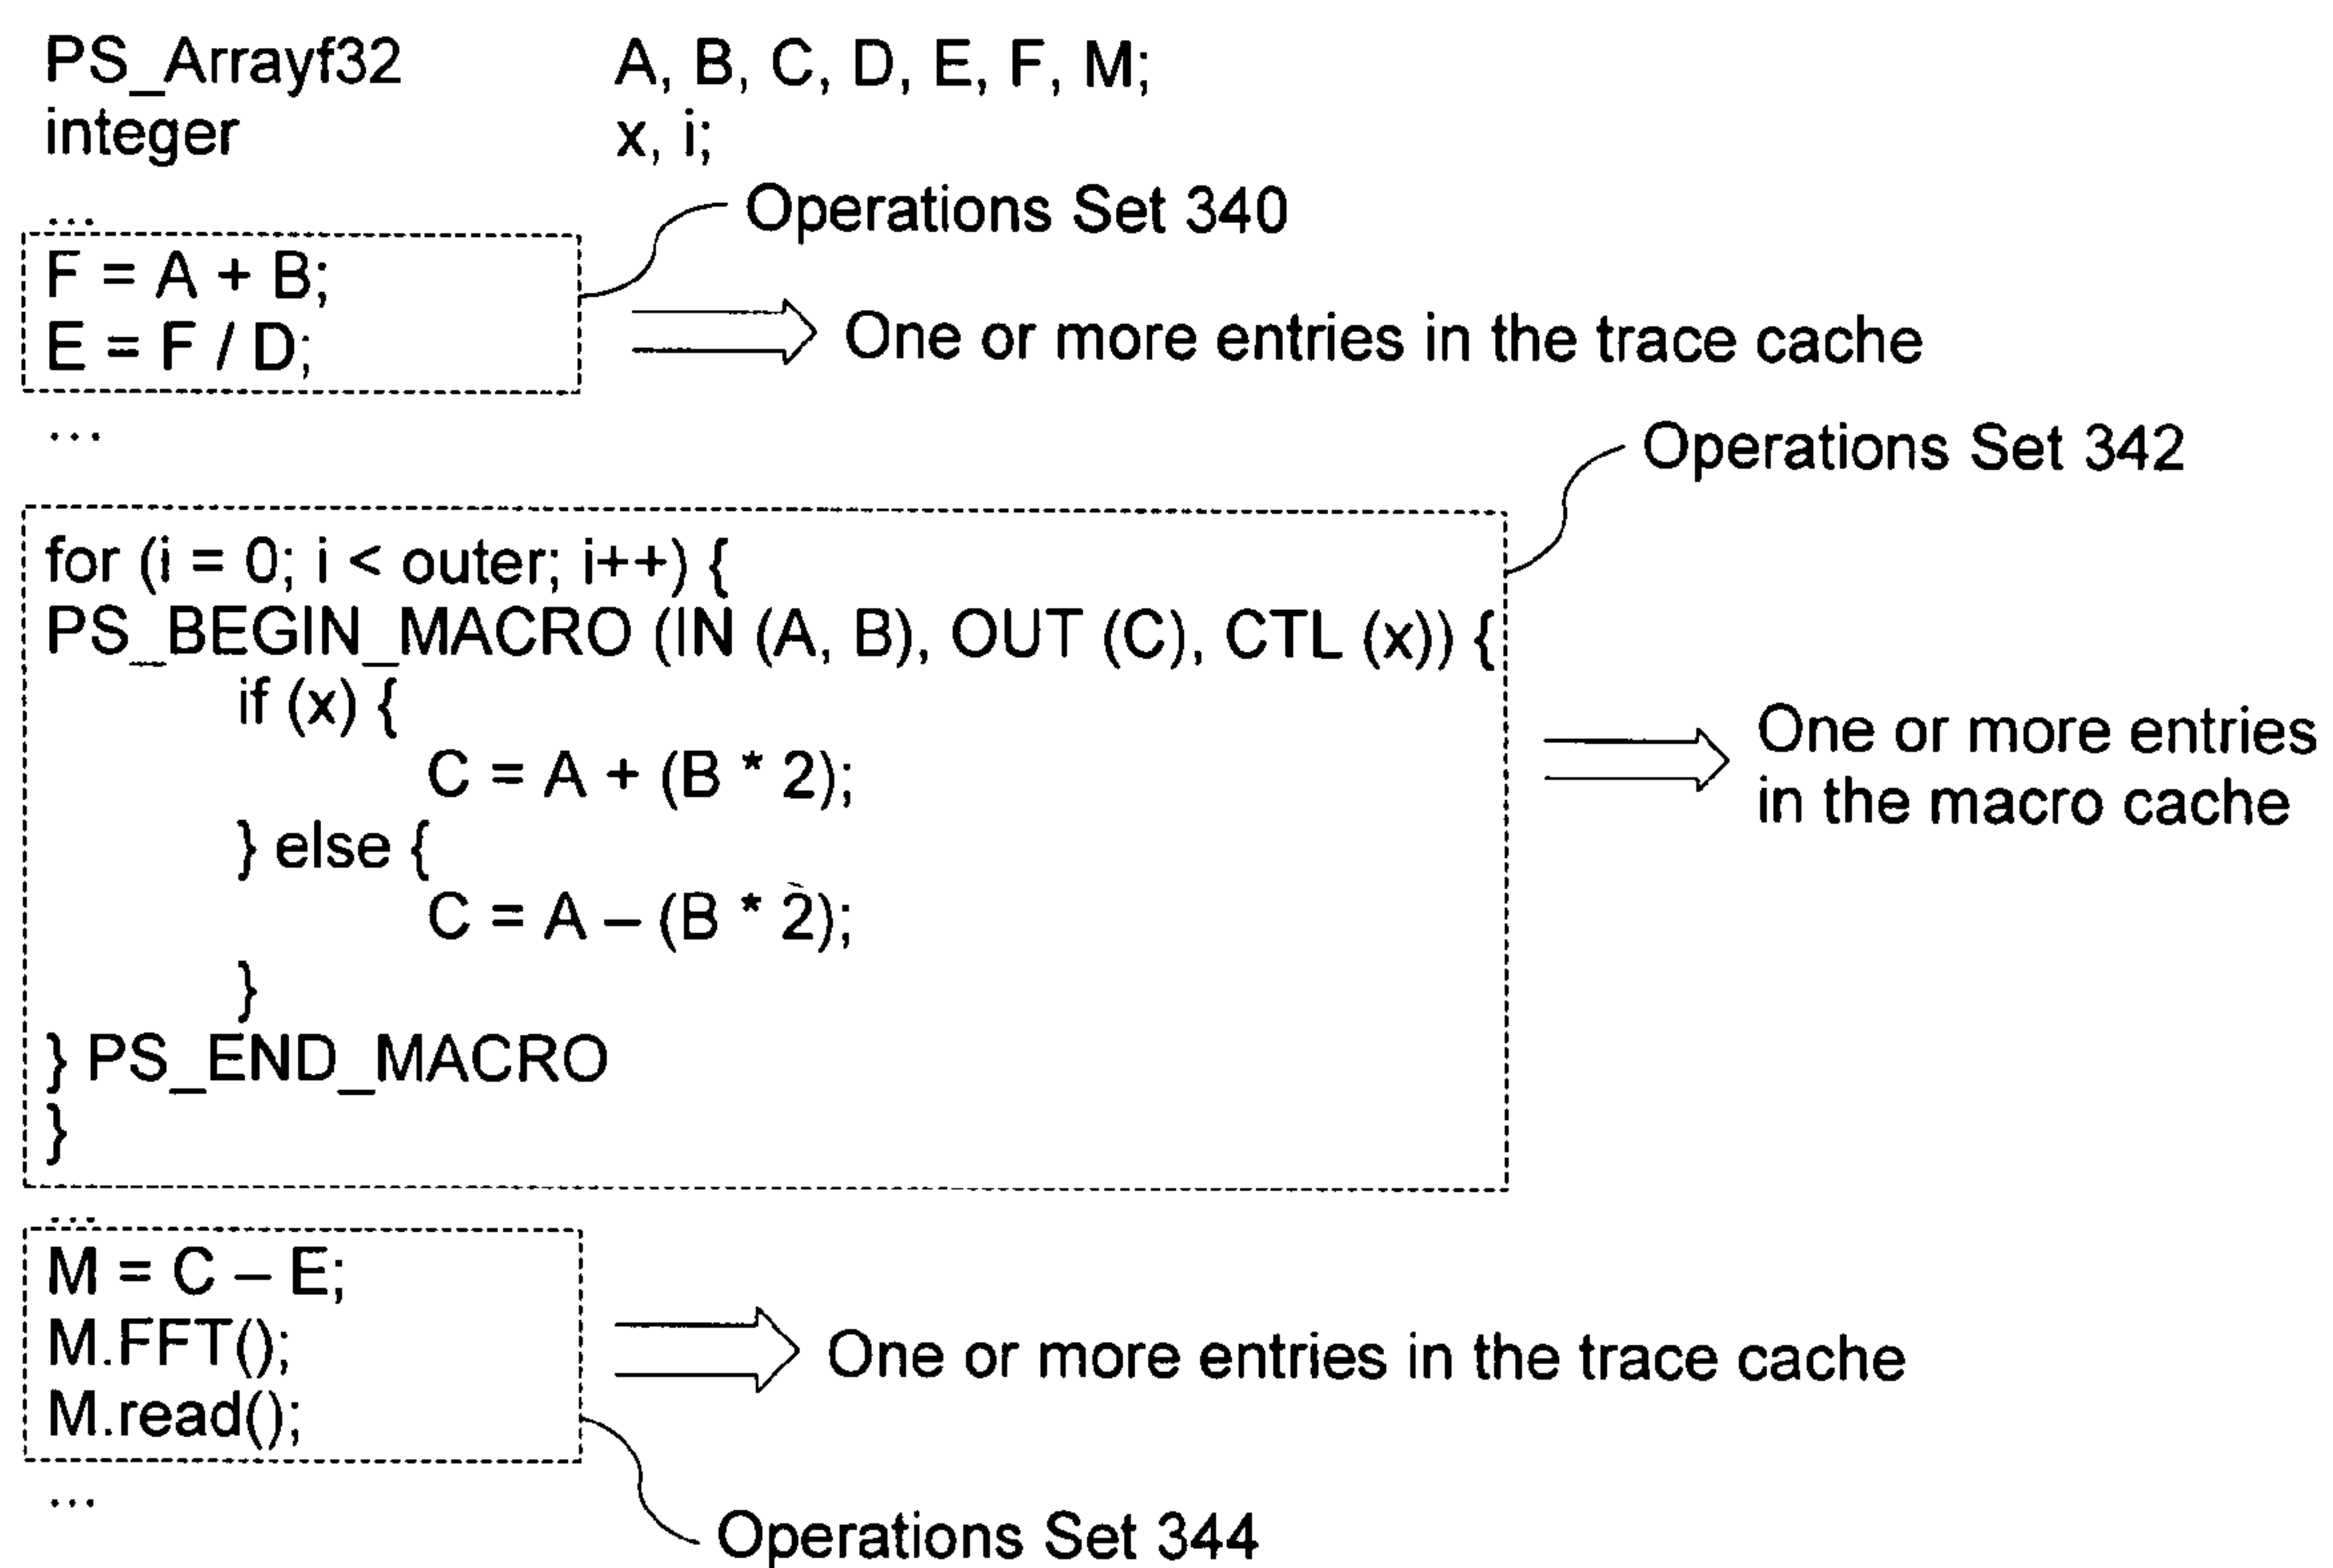 PS_Arrayf32 A, B, C, D, E, F, M;
integer x, i;
...
Operations Set 340
F = A + B;
E = F / D;
One or more entries in the trace cache
...
Operations Set 342
for (i = 0; i < outer; i++) {
PS_BEGIN_MACRO (IN (A, B), OUT (C), CTL (x)) {
if (x) {
C = A + (B * 2);
} else {
C = A – (B * 2);
}
} PS_END_MACRO
}
One or more entries
in the macro cache
...
M = C – E;
M.FFT();
M.read();
One or more entries in the trace cache
...
Operations Set 344